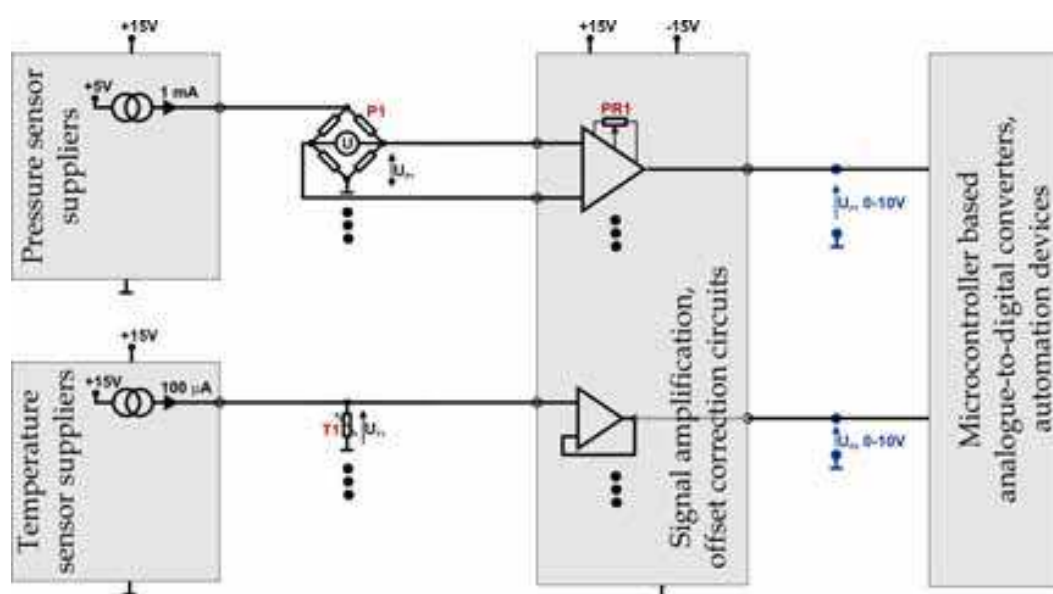 +15V
+5V
1 mA
Pressure sensor
suppliers
P1
U
+15V
-15V
PR1
0-10V
+15V
+15V
100 µA
Temperature
sensor suppliers
T1
Signal amplification,
offset correction circuits
0-10V
Microcontroller based
analogue-to-digital converters,
automation devices